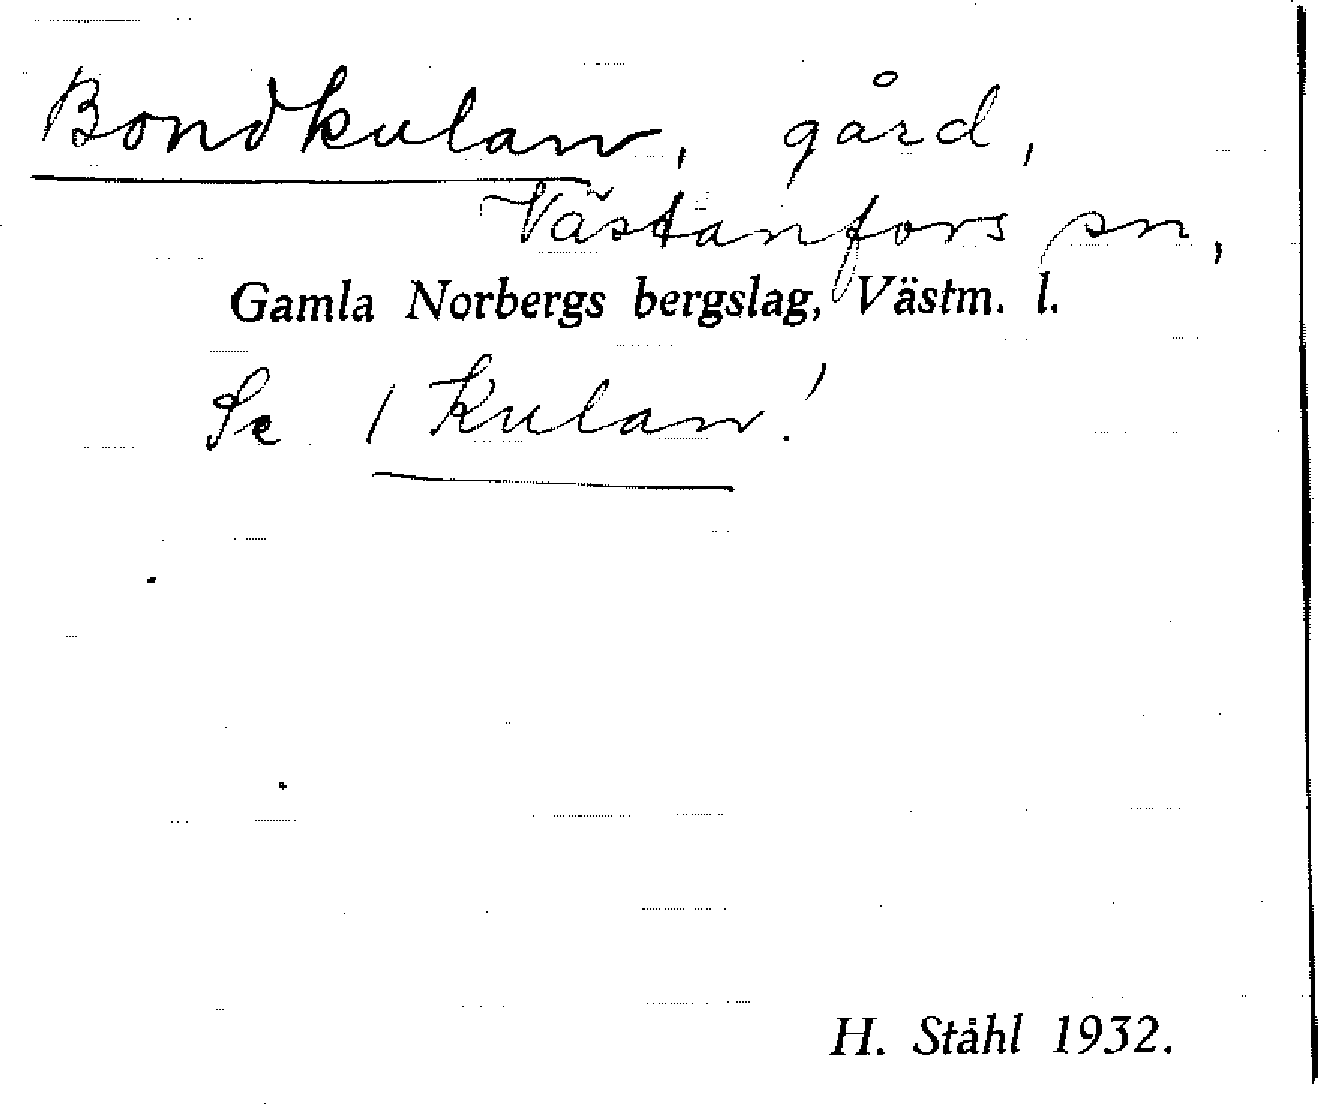 Bondkulan, gård,
Västanfors sn,
Gamla Norbergs bergslag, Västm. l.
Se 1 Kulan!
H. Ståhl 1932.